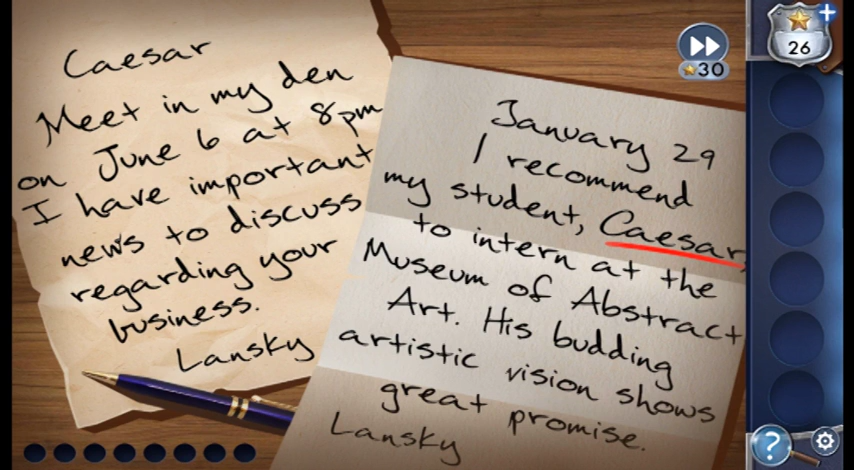 Caesar
Meet in my den
on June 6 at 8pm
I have important
news to discuss
regarding your
business.
Lansky
January 29
I recommend
my student, Caesar,
to intern at the
Museum of Abstract
Art. His budding
artistic vision shows
great promise.
Lansky
30
26
+
?